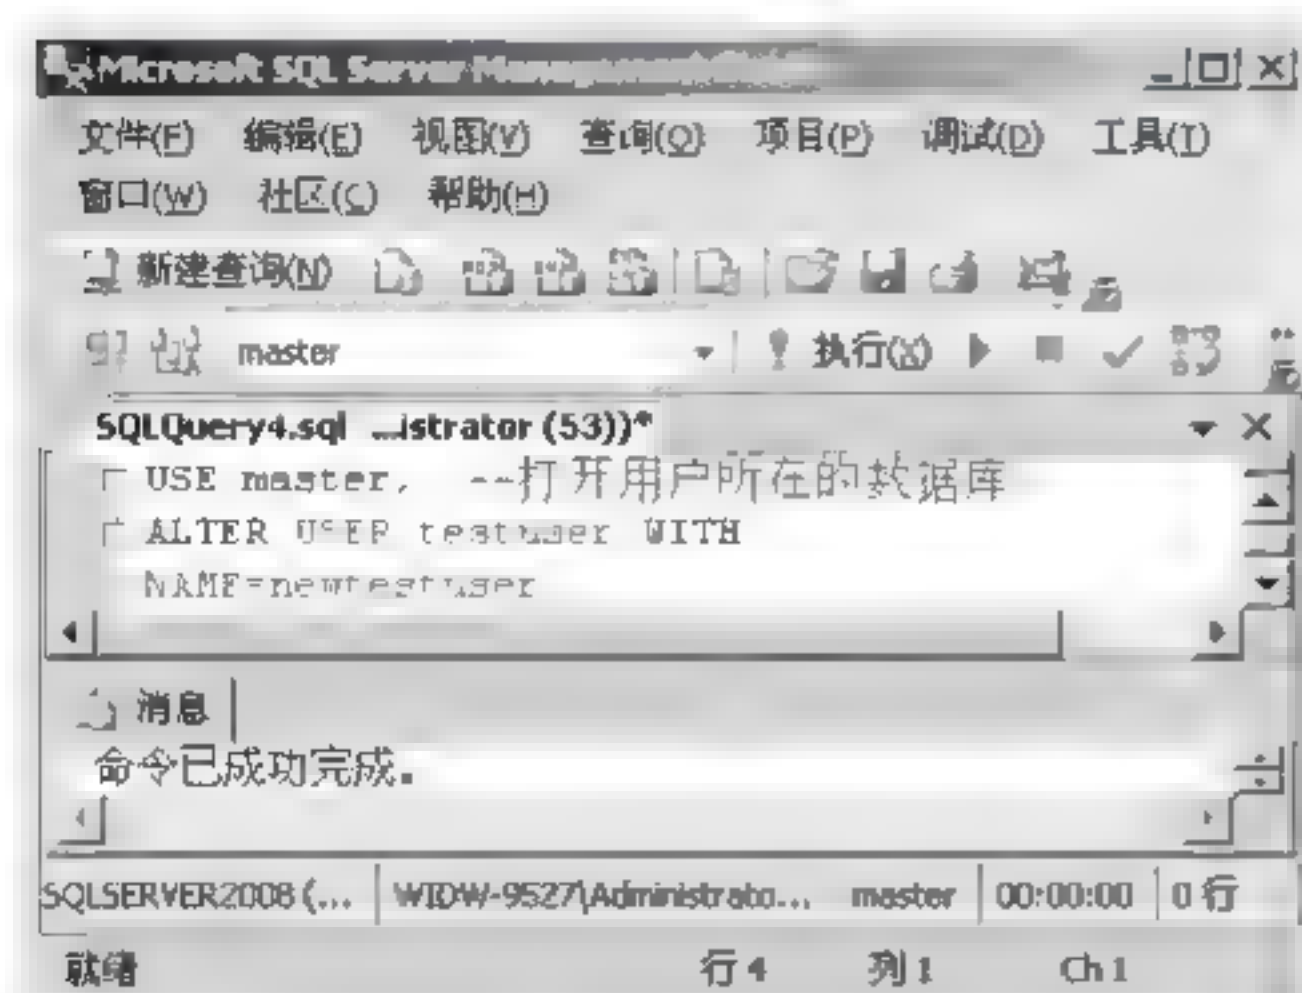 Microsoft SQL Server Management
文件(F) 编辑(E) 视图(V) 查询(Q) 项目(P) 调试(D) 工具(T)
窗口(W) 社区(C) 帮助(H)
新建查询(N)
master 执行(X)
SQLQuery4.sql ...istrator (53))*
USE master; --打开用户所在的数据库
ALTER USER testuser WITH
NAME=newtestuser
消息
命令已成功完成。
SQLSERVER2008 (... WIDW-9527\Administrato... master 00:00:00 0 行
就绪 行 4 列 1 Ch 1